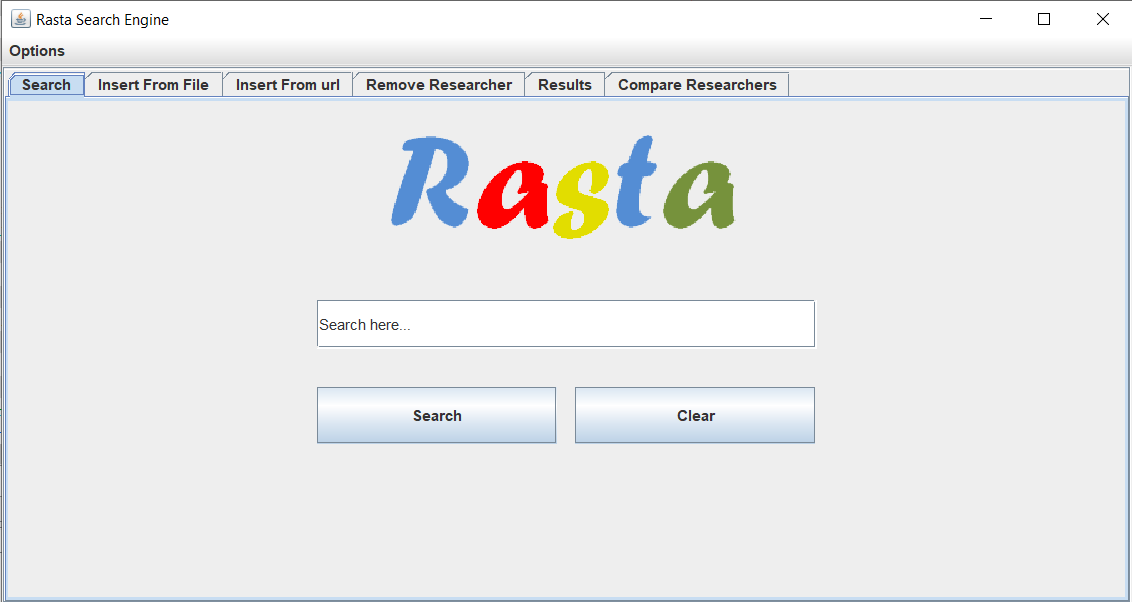 Rasta Search Engine
Options
Search Insert From File Insert From url Remove Researcher Results Compare Researchers
Rasta
Search here...
Search Clear